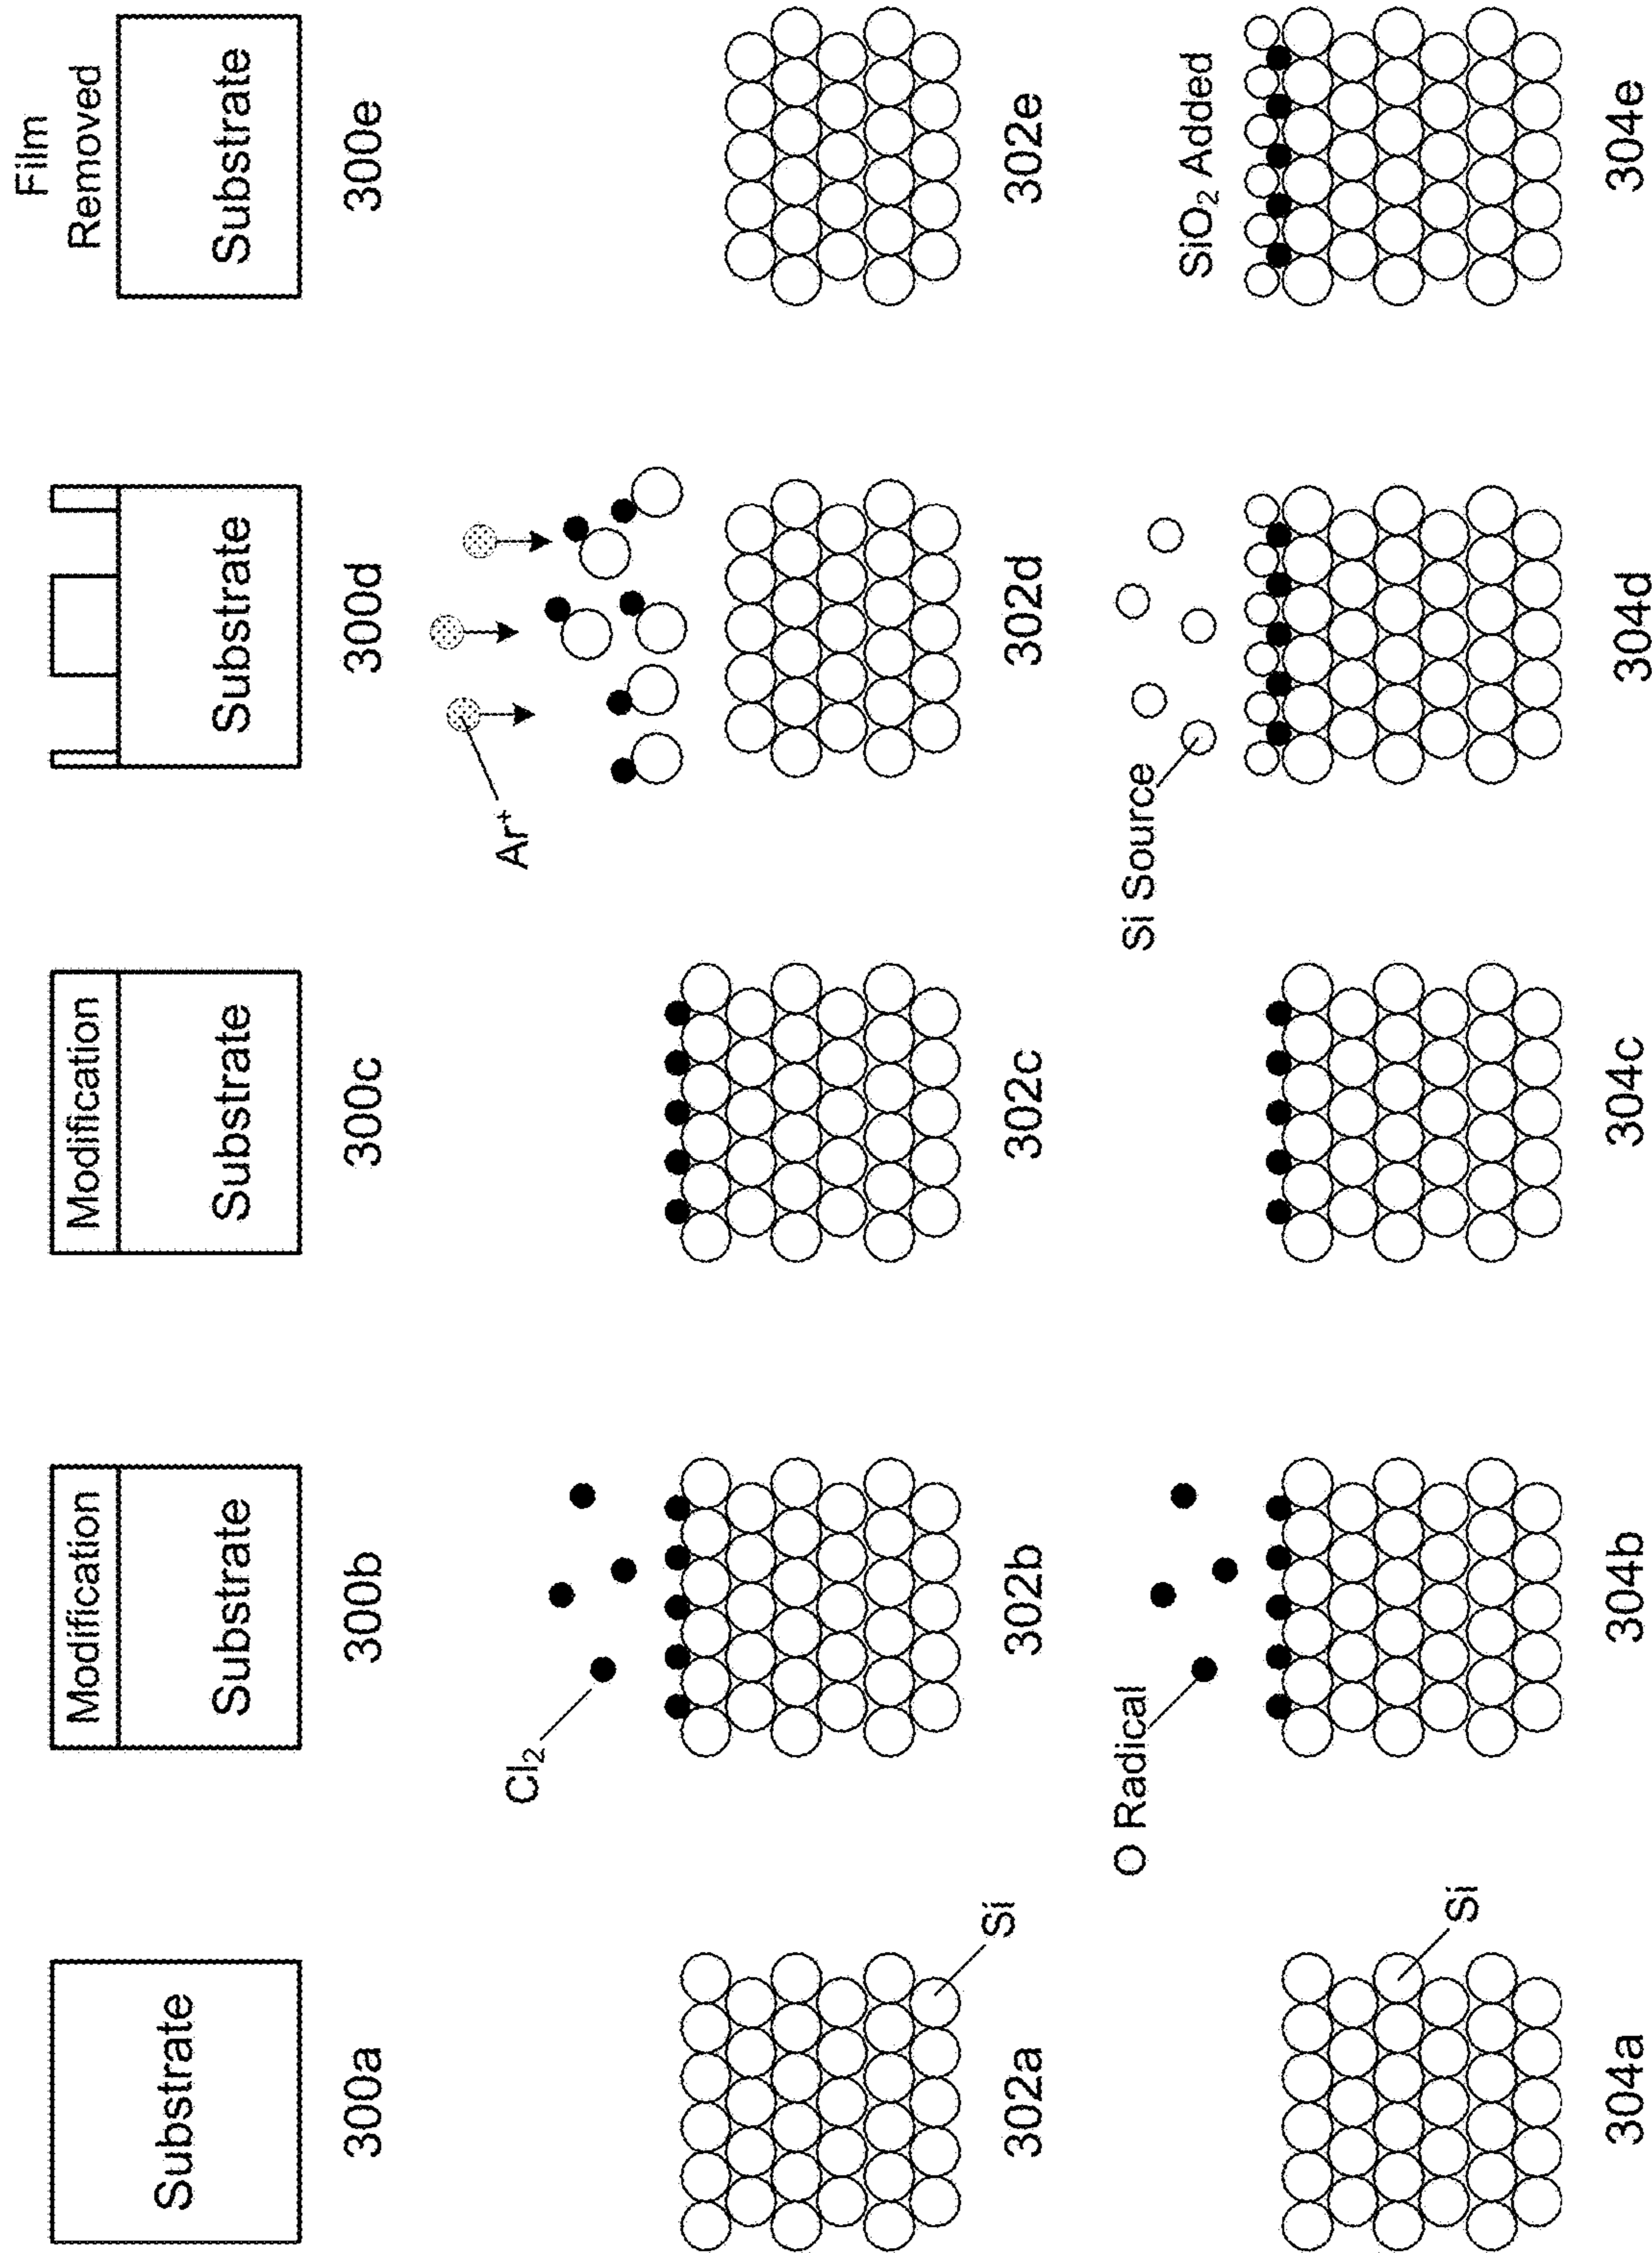 Substrate
300a
Modification
Substrate
300b
Modification
Substrate
300c
Substrate
300d
Film
Removed
Substrate
300e
Si
302a
Cl₂
302b
302c
Ar⁺
302d
302e
Si
304a
O Radical
304b
304c
Si Source
304d
SiO₂ Added
304e